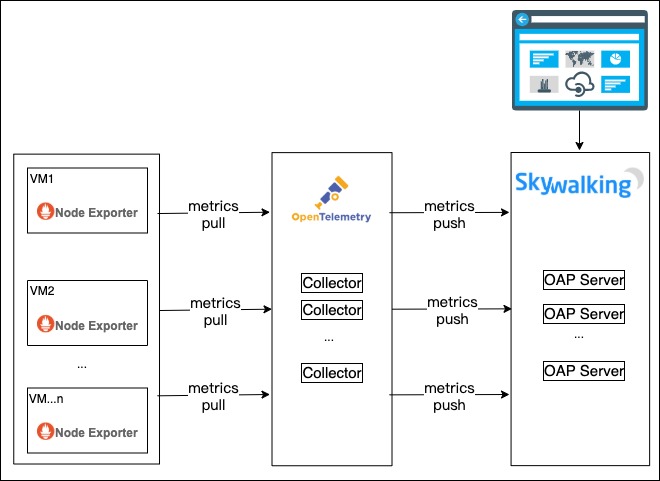 VM1
Node Exporter
metrics
pull
OpenTelemetry
metrics
push
Skywalking
VM2
Node Exporter
metrics
pull
Collector
Collector
...
metrics
push
OAP Server
OAP Server
...
...
VM...n
Node Exporter
metrics
pull
Collector
metrics
push
OAP Server